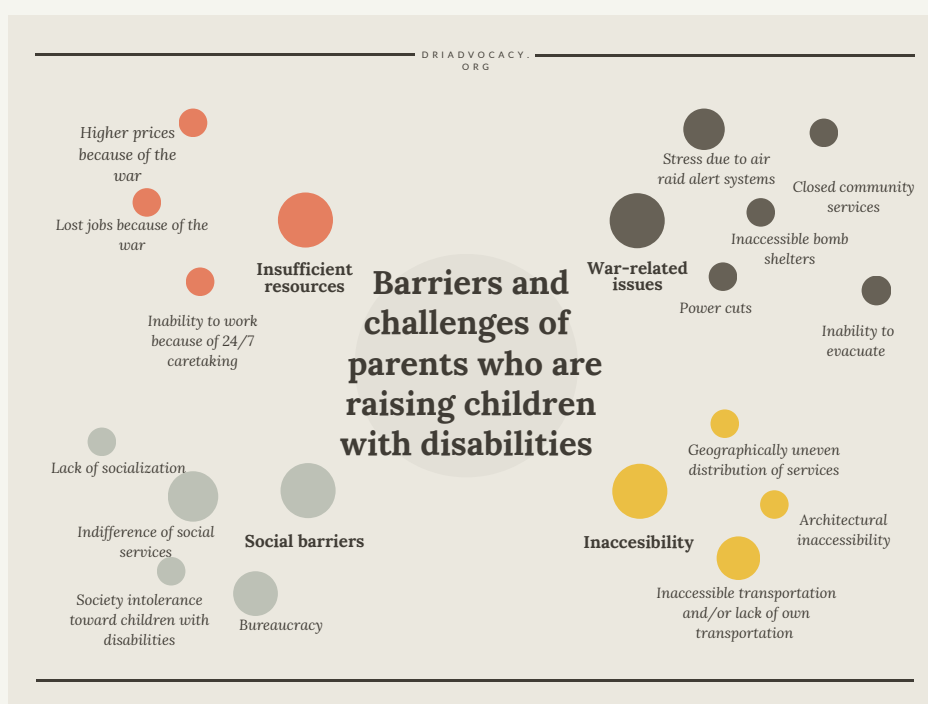 DRIADVOCACY.
ORG
Higher prices
because of the
war
Lost jobs because of the
war
Inability to work
because of 24/7
caretaking
Insufficient
resources
Barriers and
challenges of
parents who are
raising children
with disabilities
Stress due to air
raid alert systems
Closed community
services
Inaccessible bomb
shelters
War-related
issues
Power cuts
Inability to
evacuate
Lack of socialization
Indifference of social
services
Social barriers
Society intolerance
toward children with
disabilities
Bureaucracy
Geographically uneven
distribution of services
Architectural
inaccessibility
Inaccesibility
Inaccessible transportation
and/or lack of own
transportation